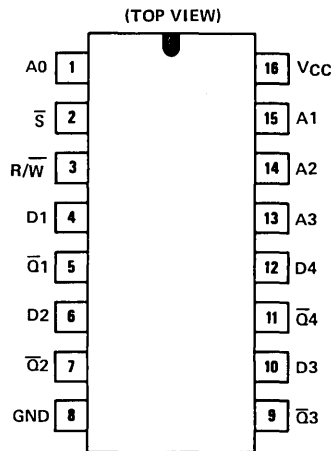 (TOP VIEW)
A0 1 16 VCC
S̅ 2 15 A1
R/W̅ 3 14 A2
D1 4 13 A3
Q̅1 5 12 D4
D2 6 11 Q̅4
Q̅2 7 10 D3
GND 8 9 Q̅3